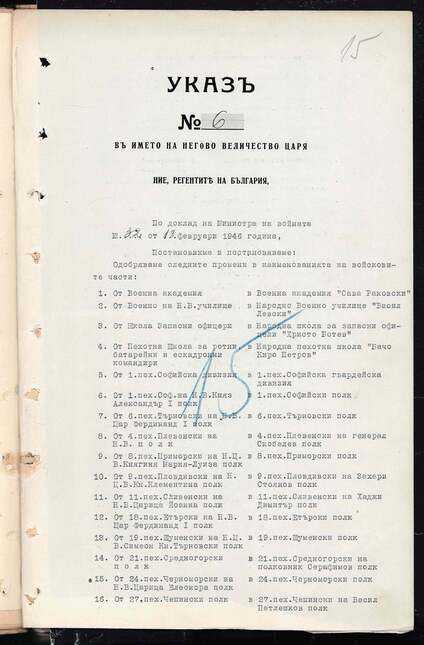 15
УКАЗЪ
№ 6
ВЪ ИМЕТО НА НЕГОВО ВЕЛИЧЕСТВО ЦАРЯ
НИЕ, РЕГЕНТИТѢ НА БЪЛГАРИЯ,
По доклад на Министра на войната
от 13 февруари 1946 година,
Постановихме и постановяваме:
Одобряваме следните промени в наименованията на войскови-
те части:
1. От Военна академия в Военна академия "Сава Раковски"
2. От Военно на Н.В.училище в Народно Военно училище "Васил
Левски"
3. От Школа Запасни офицери в Народна школа за запасни офи-
цери "Христо Ботев"
4. От Пехотна Школа за ротни, в Народна пехотна школа "Бачо
батарейни и ескадронни Киро Петров"
командири
5. От 1.пех.Софийска дивизия в 1.пех.Софийска гвардейска
дивизия
6. От 1.пех.Соф.на Н.В.Княз в 1.пех.Софийски полк
Александър I полк
7. От 6.пех.Търновски на Н.В. в 6.пех.Търновски полк
Цар Фердинанд I полк
8. От 4.пех.Плевенски на в 4.пех.Плевенски на генерал
Н.В. п о л к Скобелев полк
9. От 8.пех.Приморски на Н.Ц. в 8.пех.Приморски полк
В.Княгиня Мария-Луиза полк
10. От 9.пех.Пловдивски на Н. в 9.пех.Пловдивски на Захари
Ц.В.Кн.Клементина полк Стоянов полк
11. От 11.пех.Сливенски на в 11.пех.Сливенски на Хаджи
Н.В.Царица Иоанна полк Димитър полк
12. От 18.пех.Етърски на Н.В. в 18.пех.Етърски полк
Цар Фердинанд I полк
13. От 19.пех.Шуменски на Н.Ц. в 19.пех.Шуменски полк
В.Симеон Кн.Търновски полк
14. От 21.пех.Средногорски в 21.пех.Средногорски на
п о л к полковник Серафимов полк
15. От 24.пех.Черноморски на в 24.пех.Черноморски полк
Н.В.Царица Елеонора полк
16. От 27.пех.Чепински полк в 27.пех.Чепински на Васил
Петлешков полк
15